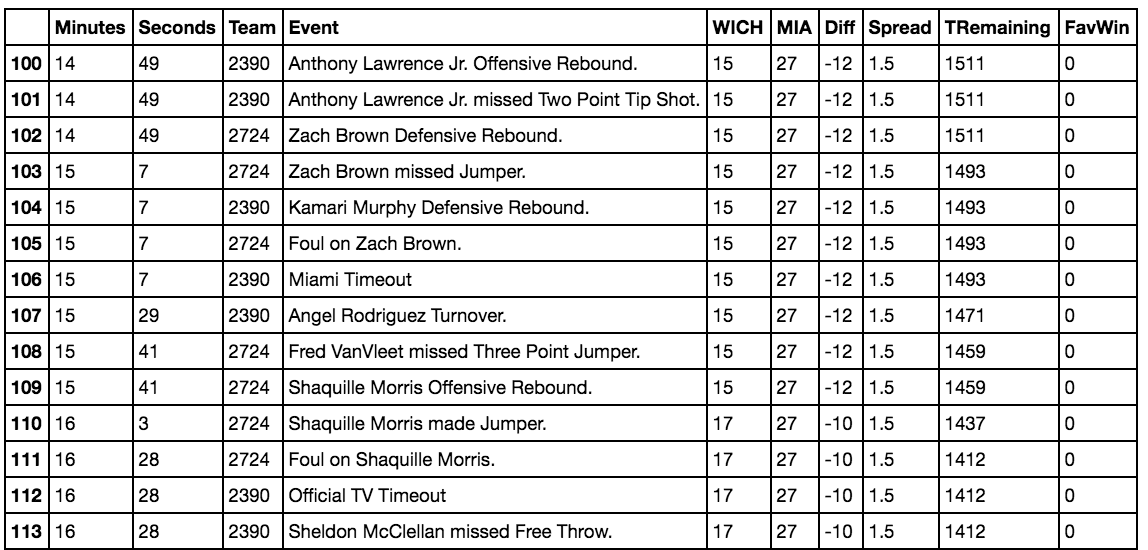 Minutes Seconds Team Event WICH MIA Diff Spread TRemaining FavWin
100 14 49 2390 Anthony Lawrence Jr. Offensive Rebound. 15 27 -12 1.5 1511 0
101 14 49 2390 Anthony Lawrence Jr. missed Two Point Tip Shot. 15 27 -12 1.5 1511 0
102 14 49 2724 Zach Brown Defensive Rebound. 15 27 -12 1.5 1511 0
103 15 7 2724 Zach Brown missed Jumper. 15 27 -12 1.5 1493 0
104 15 7 2390 Kamari Murphy Defensive Rebound. 15 27 -12 1.5 1493 0
105 15 7 2724 Foul on Zach Brown. 15 27 -12 1.5 1493 0
106 15 7 2390 Miami Timeout 15 27 -12 1.5 1493 0
107 15 29 2390 Angel Rodriguez Turnover. 15 27 -12 1.5 1471 0
108 15 41 2724 Fred VanVleet missed Three Point Jumper. 15 27 -12 1.5 1459 0
109 15 41 2724 Shaquille Morris Offensive Rebound. 15 27 -12 1.5 1459 0
110 16 3 2724 Shaquille Morris made Jumper. 17 27 -10 1.5 1437 0
111 16 28 2724 Foul on Shaquille Morris. 17 27 -10 1.5 1412 0
112 16 28 2390 Official TV Timeout 17 27 -10 1.5 1412 0
113 16 28 2390 Sheldon McClellan missed Free Throw. 17 27 -10 1.5 1412 0